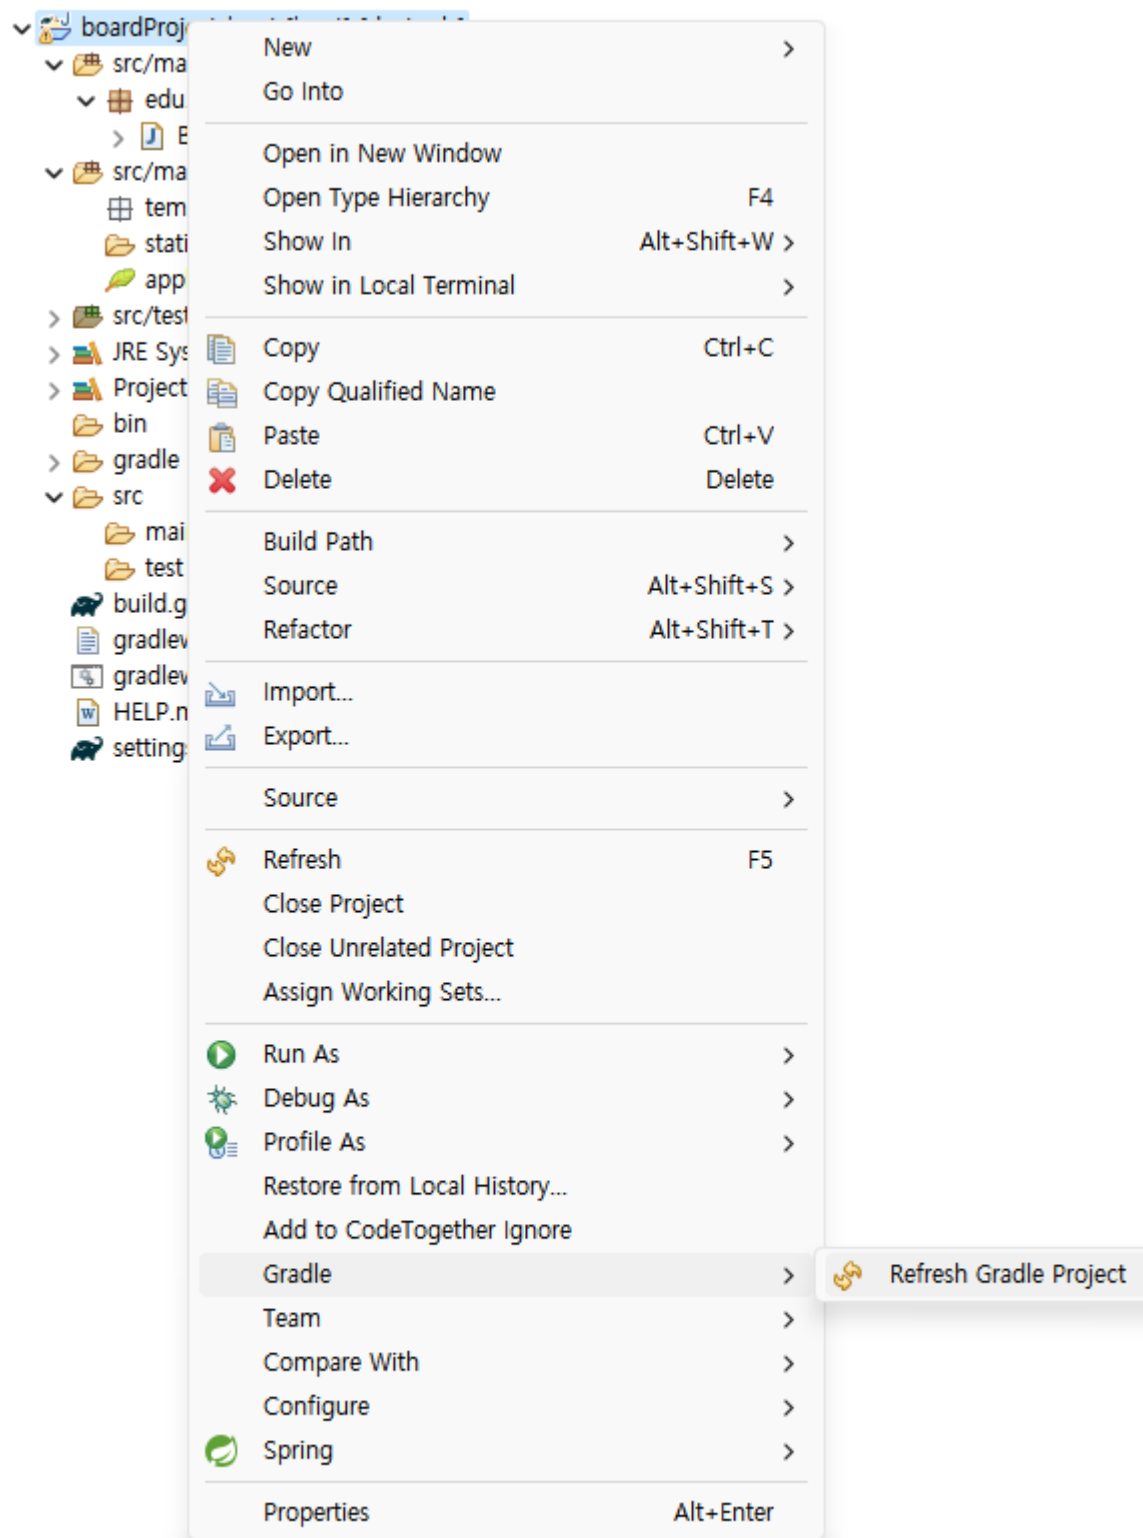 boardProj
src/ma
edu
src/ma
tem
stati
app
src/test
JRE Sys
Project
bin
gradle
src
mai
test
build.g
gradlew
gradlew
HELP.m
setting
New
Go Into
Open in New Window
Open Type Hierarchy F4
Show In Alt+Shift+W
Show in Local Terminal
Copy Ctrl+C
Copy Qualified Name
Paste Ctrl+V
Delete Delete
Build Path
Source Alt+Shift+S
Refactor Alt+Shift+T
Import...
Export...
Source
Refresh F5
Close Project
Close Unrelated Project
Assign Working Sets...
Run As
Debug As
Profile As
Restore from Local History...
Add to CodeTogether Ignore
Gradle
Refresh Gradle Project
Team
Compare With
Configure
Spring
Properties Alt+Enter